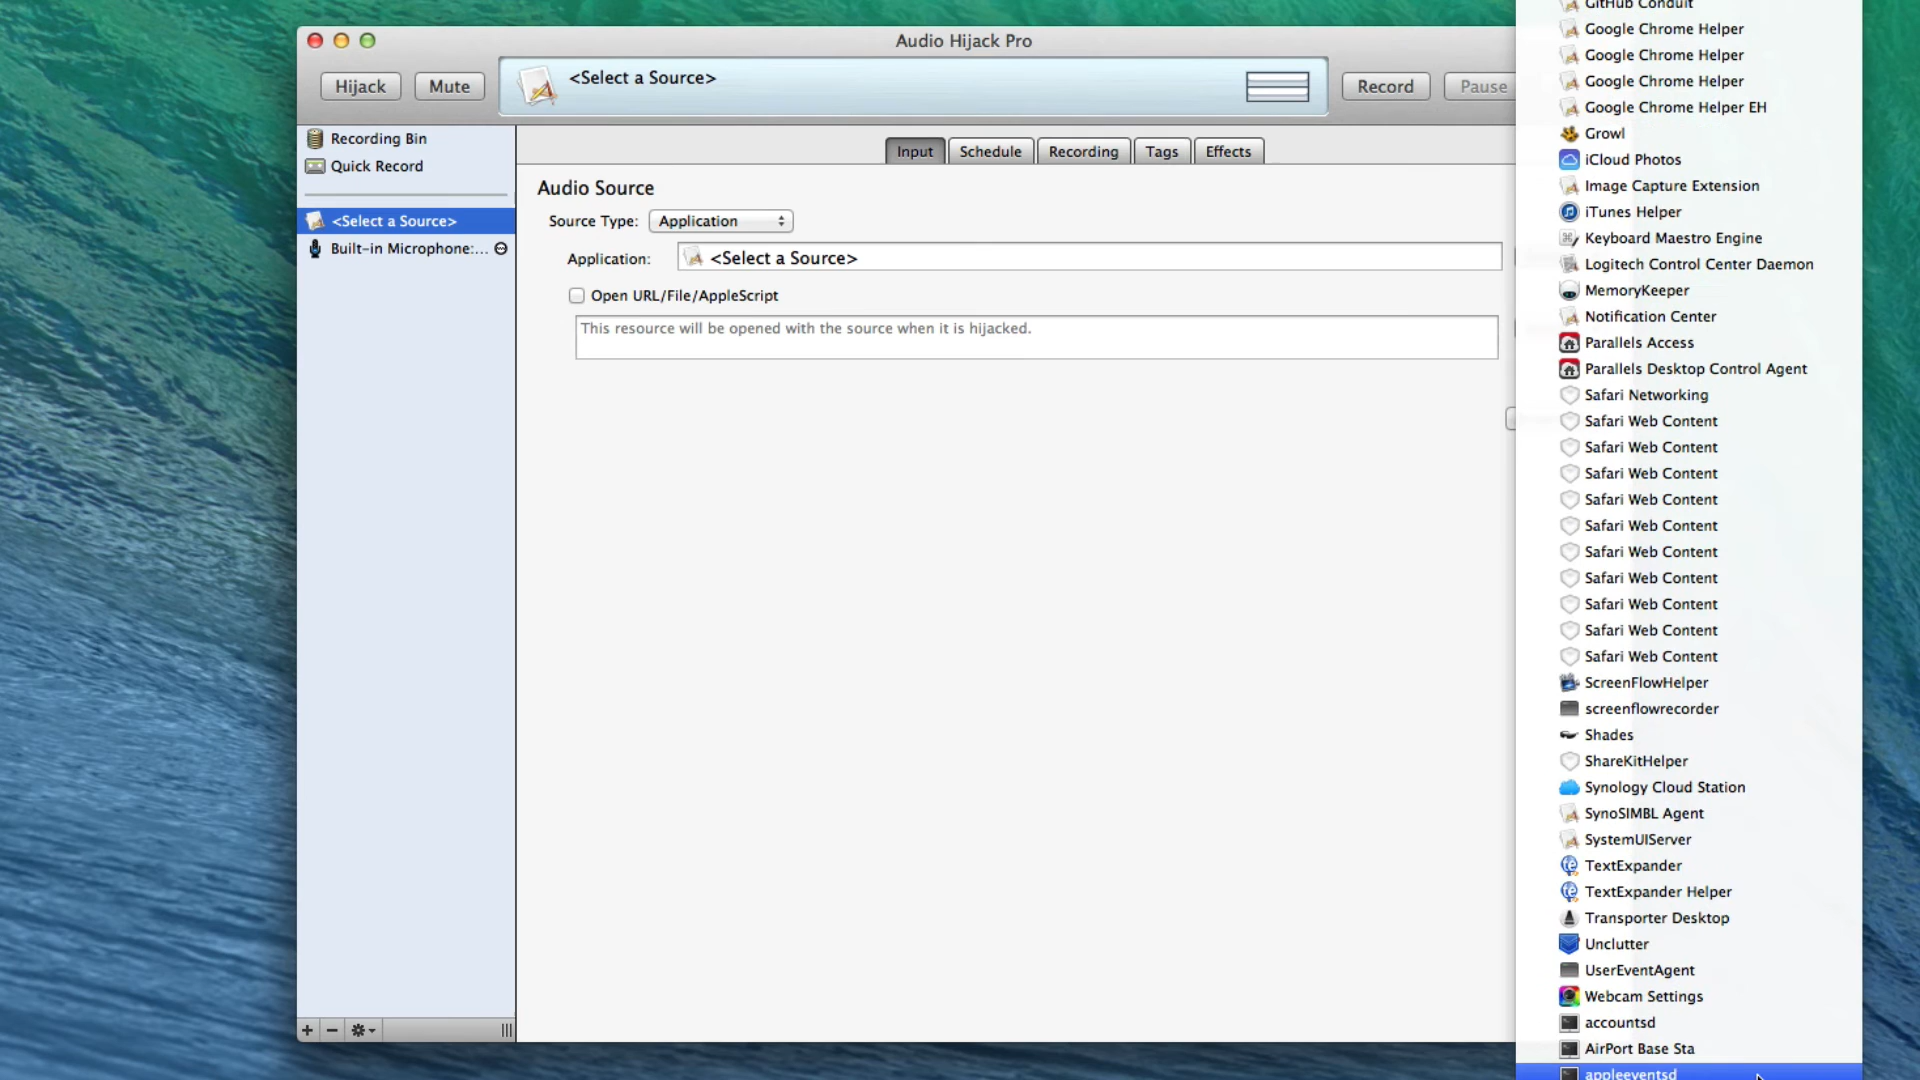 Audio Hijack Pro
Hijack
Mute
<Select a Source>
Record
Pause
Recording Bin
Quick Record
<Select a Source>
Built-in Microphone:...
Input
Schedule
Recording
Tags
Effects
Audio Source
Source Type: Application
Application: <Select a Source>
Open URL/File/AppleScript
This resource will be opened with the source when it is hijacked.
GitHub Conduit
Google Chrome Helper
Google Chrome Helper
Google Chrome Helper
Google Chrome Helper EH
Growl
iCloud Photos
Image Capture Extension
iTunes Helper
Keyboard Maestro Engine
Logitech Control Center Daemon
MemoryKeeper
Notification Center
Parallels Access
Parallels Desktop Control Agent
Safari Networking
Safari Web Content
Safari Web Content
Safari Web Content
Safari Web Content
Safari Web Content
Safari Web Content
Safari Web Content
Safari Web Content
Safari Web Content
Safari Web Content
ScreenFlowHelper
screenflowrecorder
Shades
ShareKitHelper
Synology Cloud Station
SynoSIMBL Agent
SystemUIServer
TextExpander
TextExpander Helper
Transporter Desktop
Unclutter
UserEventAgent
Webcam Settings
accountsd
AirPort Base Sta
appleeventsd